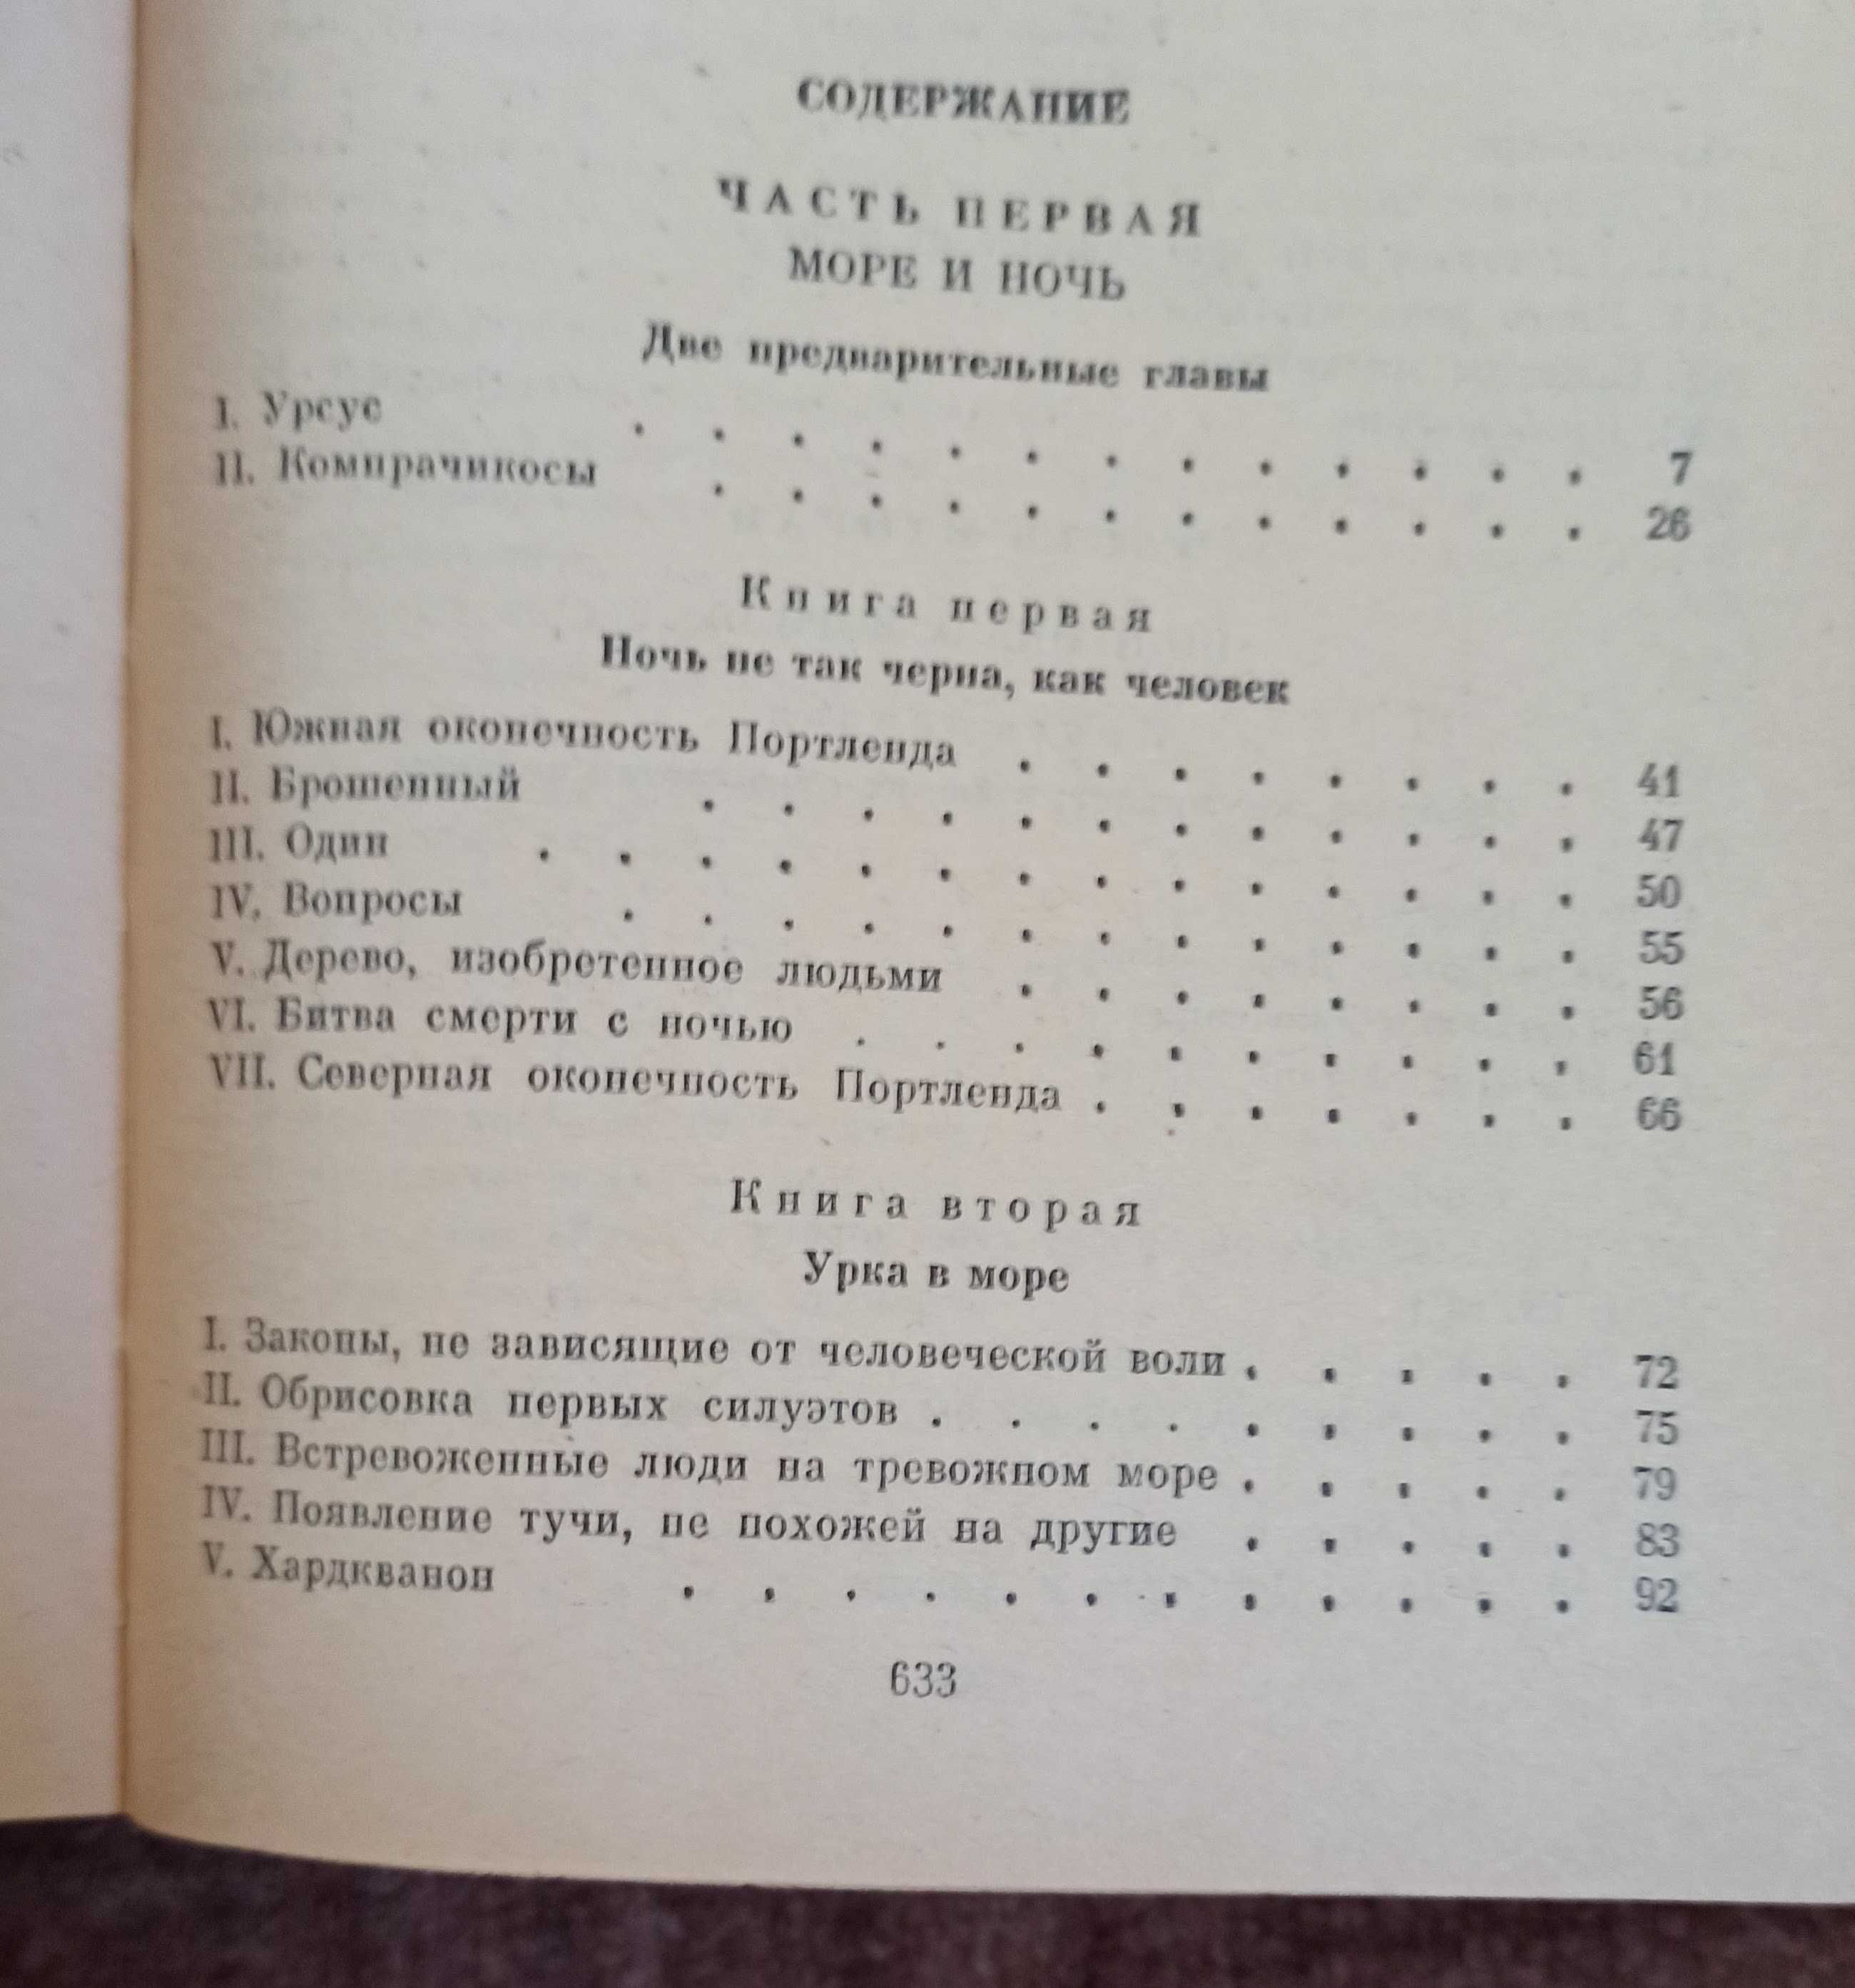 СОДЕРЖАНИЕ
ЧАСТЬ ПЕРВАЯ
МОРЕ И НОЧЬ
Две предварительные главы
I. Урсус . . . . . . . . . . . . . 7
II. Компрачикосы . . . . . . . . . . . . 26
Книга первая
Ночь не так черна, как человек
I. Южная оконечность Портленда . . . . . . . . 41
II. Брошенный . . . . . . . . . . . . 47
III. Один . . . . . . . . . . . . . . 50
IV. Вопросы . . . . . . . . . . . . . 55
V. Дерево, изобретенное людьми . . . . . . . . 56
VI. Битва смерти с ночью . . . . . . . . . . 61
VII. Северная оконечность Портленда . . . . . . . 66
Книга вторая
Урка в море
I. Законы, не зависящие от человеческой воли . . . . . 72
II. Обрисовка первых силуэтов . . . . . . . . . 75
III. Встревоженные люди на тревожном море . . . . . 79
IV. Появление тучи, не похожей на другие . . . . . 83
V. Хардкванон . . . . . . . . . . . . 92
633